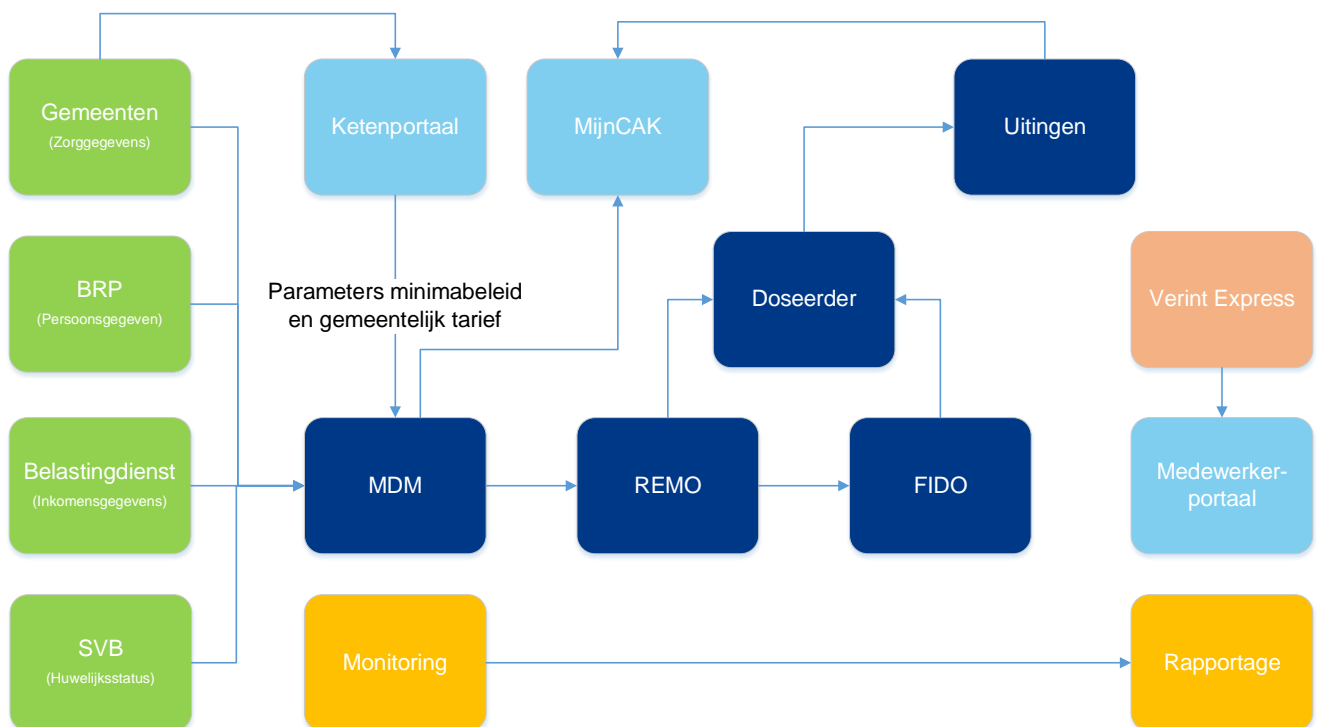 Gemeenten
(Zorggegevens)
Ketenportaal
MijnCAK
Uitingen
BRP
(Persoonsgegeven)
Parameters minimabeleid
en gemeentelijk tarief
Doseerder
Verint Express
Belastingdienst
(Inkomensgegevens)
MDM
REMO
FIDO
Medewerker-
portaal
SVB
(Huwelijksstatus)
Monitoring
Rapportage